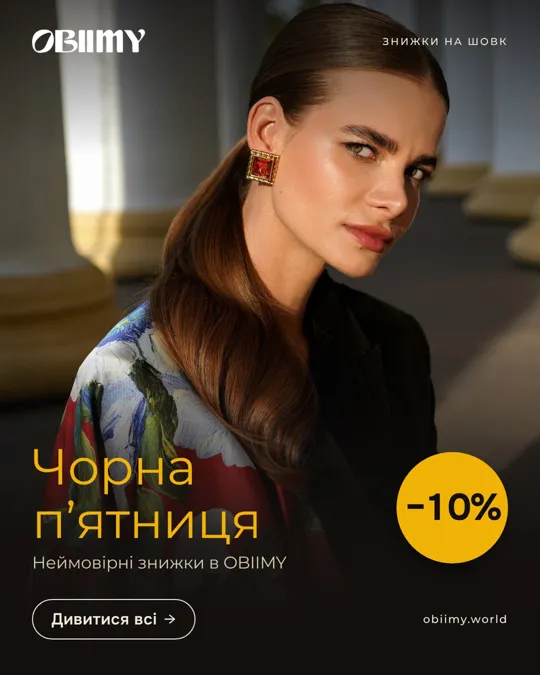 OBIIMY
ЗНИЖКИ НА ШОВК
Чорна
п’ятниця
Неймовірні знижки в OBIIMY
−10%
Дивитися всі →
obiimy.world